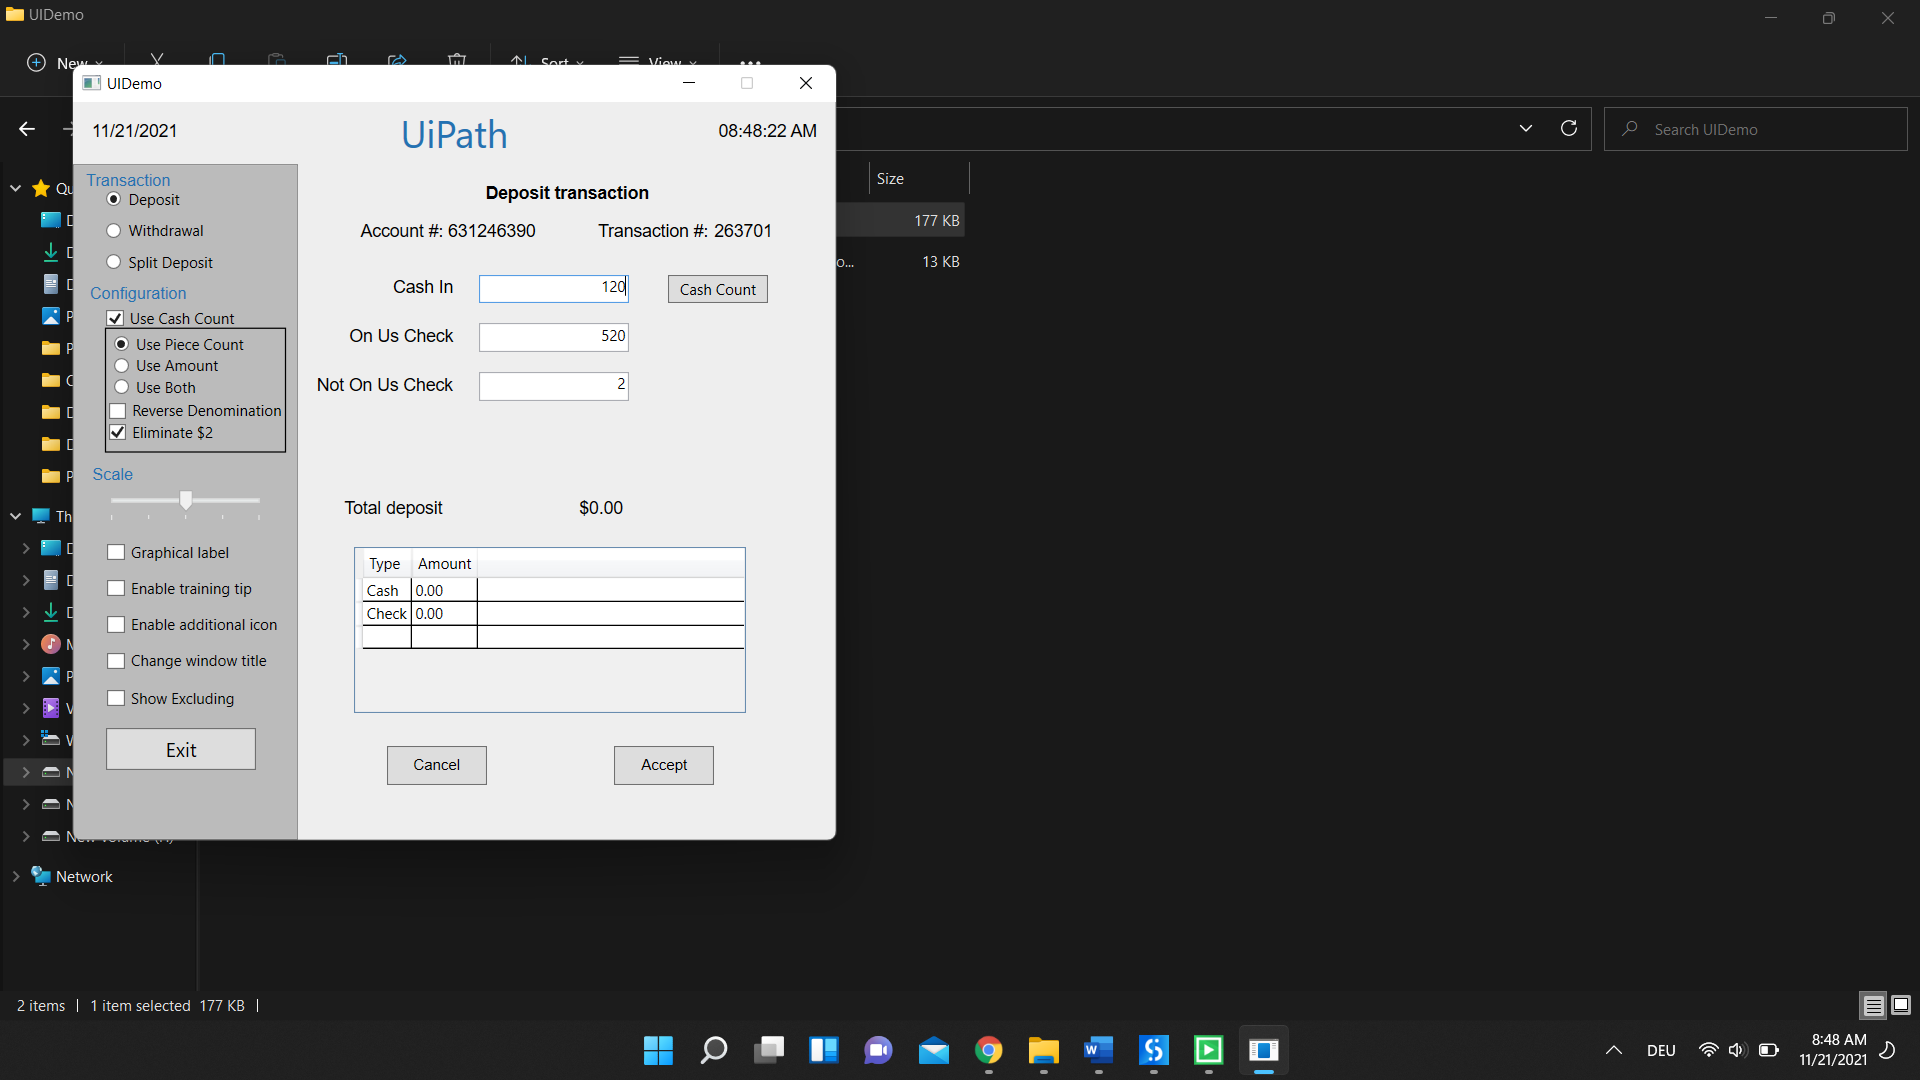 UIDemo
New
Sort
View
UIDemo
11/21/2021
UiPath
08:48:22 AM
Search UIDemo
Transaction
Deposit
Withdrawal
Split Deposit
Configuration
Use Cash Count
Use Piece Count
Use Amount
Use Both
Reverse Denomination
Eliminate $2
Scale
Graphical label
Enable training tip
Enable additional icon
Change window title
Show Excluding
Exit
Deposit transaction
Account #: 631246390
Transaction #: 263701
Cash In
120
Cash Count
On Us Check
520
Not On Us Check
2
Total deposit
$0.00
Type Amount
Cash 0.00
Check 0.00
Cancel
Accept
Size
177 KB
o...
13 KB
Network
2 items
1 item selected 177 KB
DEU
8:48 AM
11/21/2021